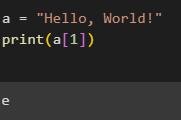 a = "Hello, World!"
print(a[1])
e